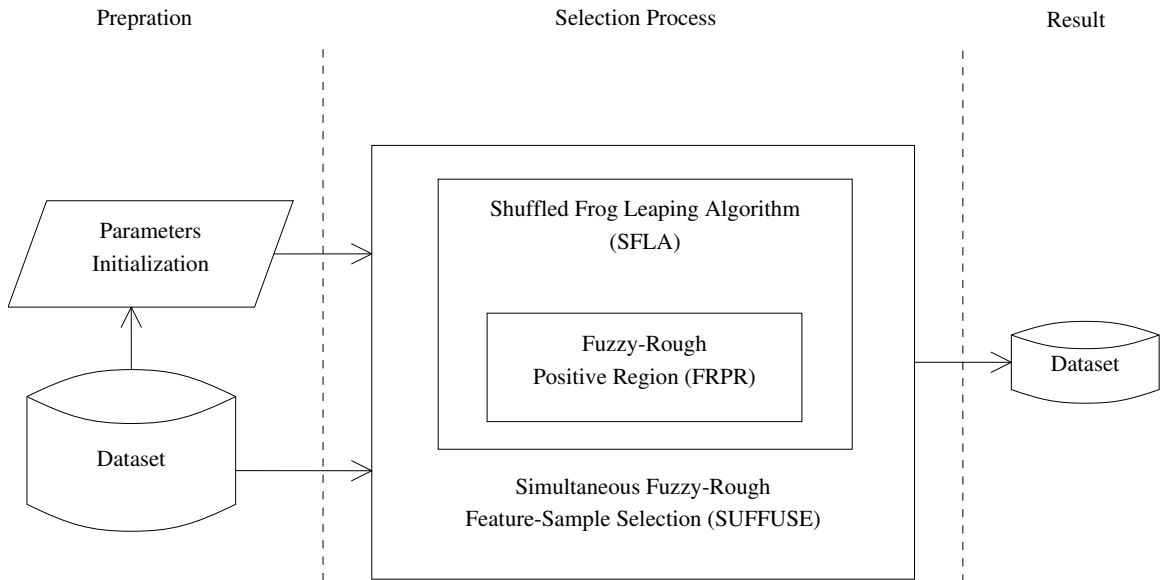 Prepration
Selection Process
Result
Parameters
Initialization
Dataset
Shuffled Frog Leaping Algorithm
(SFLA)
Fuzzy-Rough
Positive Region (FRPR)
Simultaneous Fuzzy-Rough
Feature-Sample Selection (SUFFUSE)
Dataset